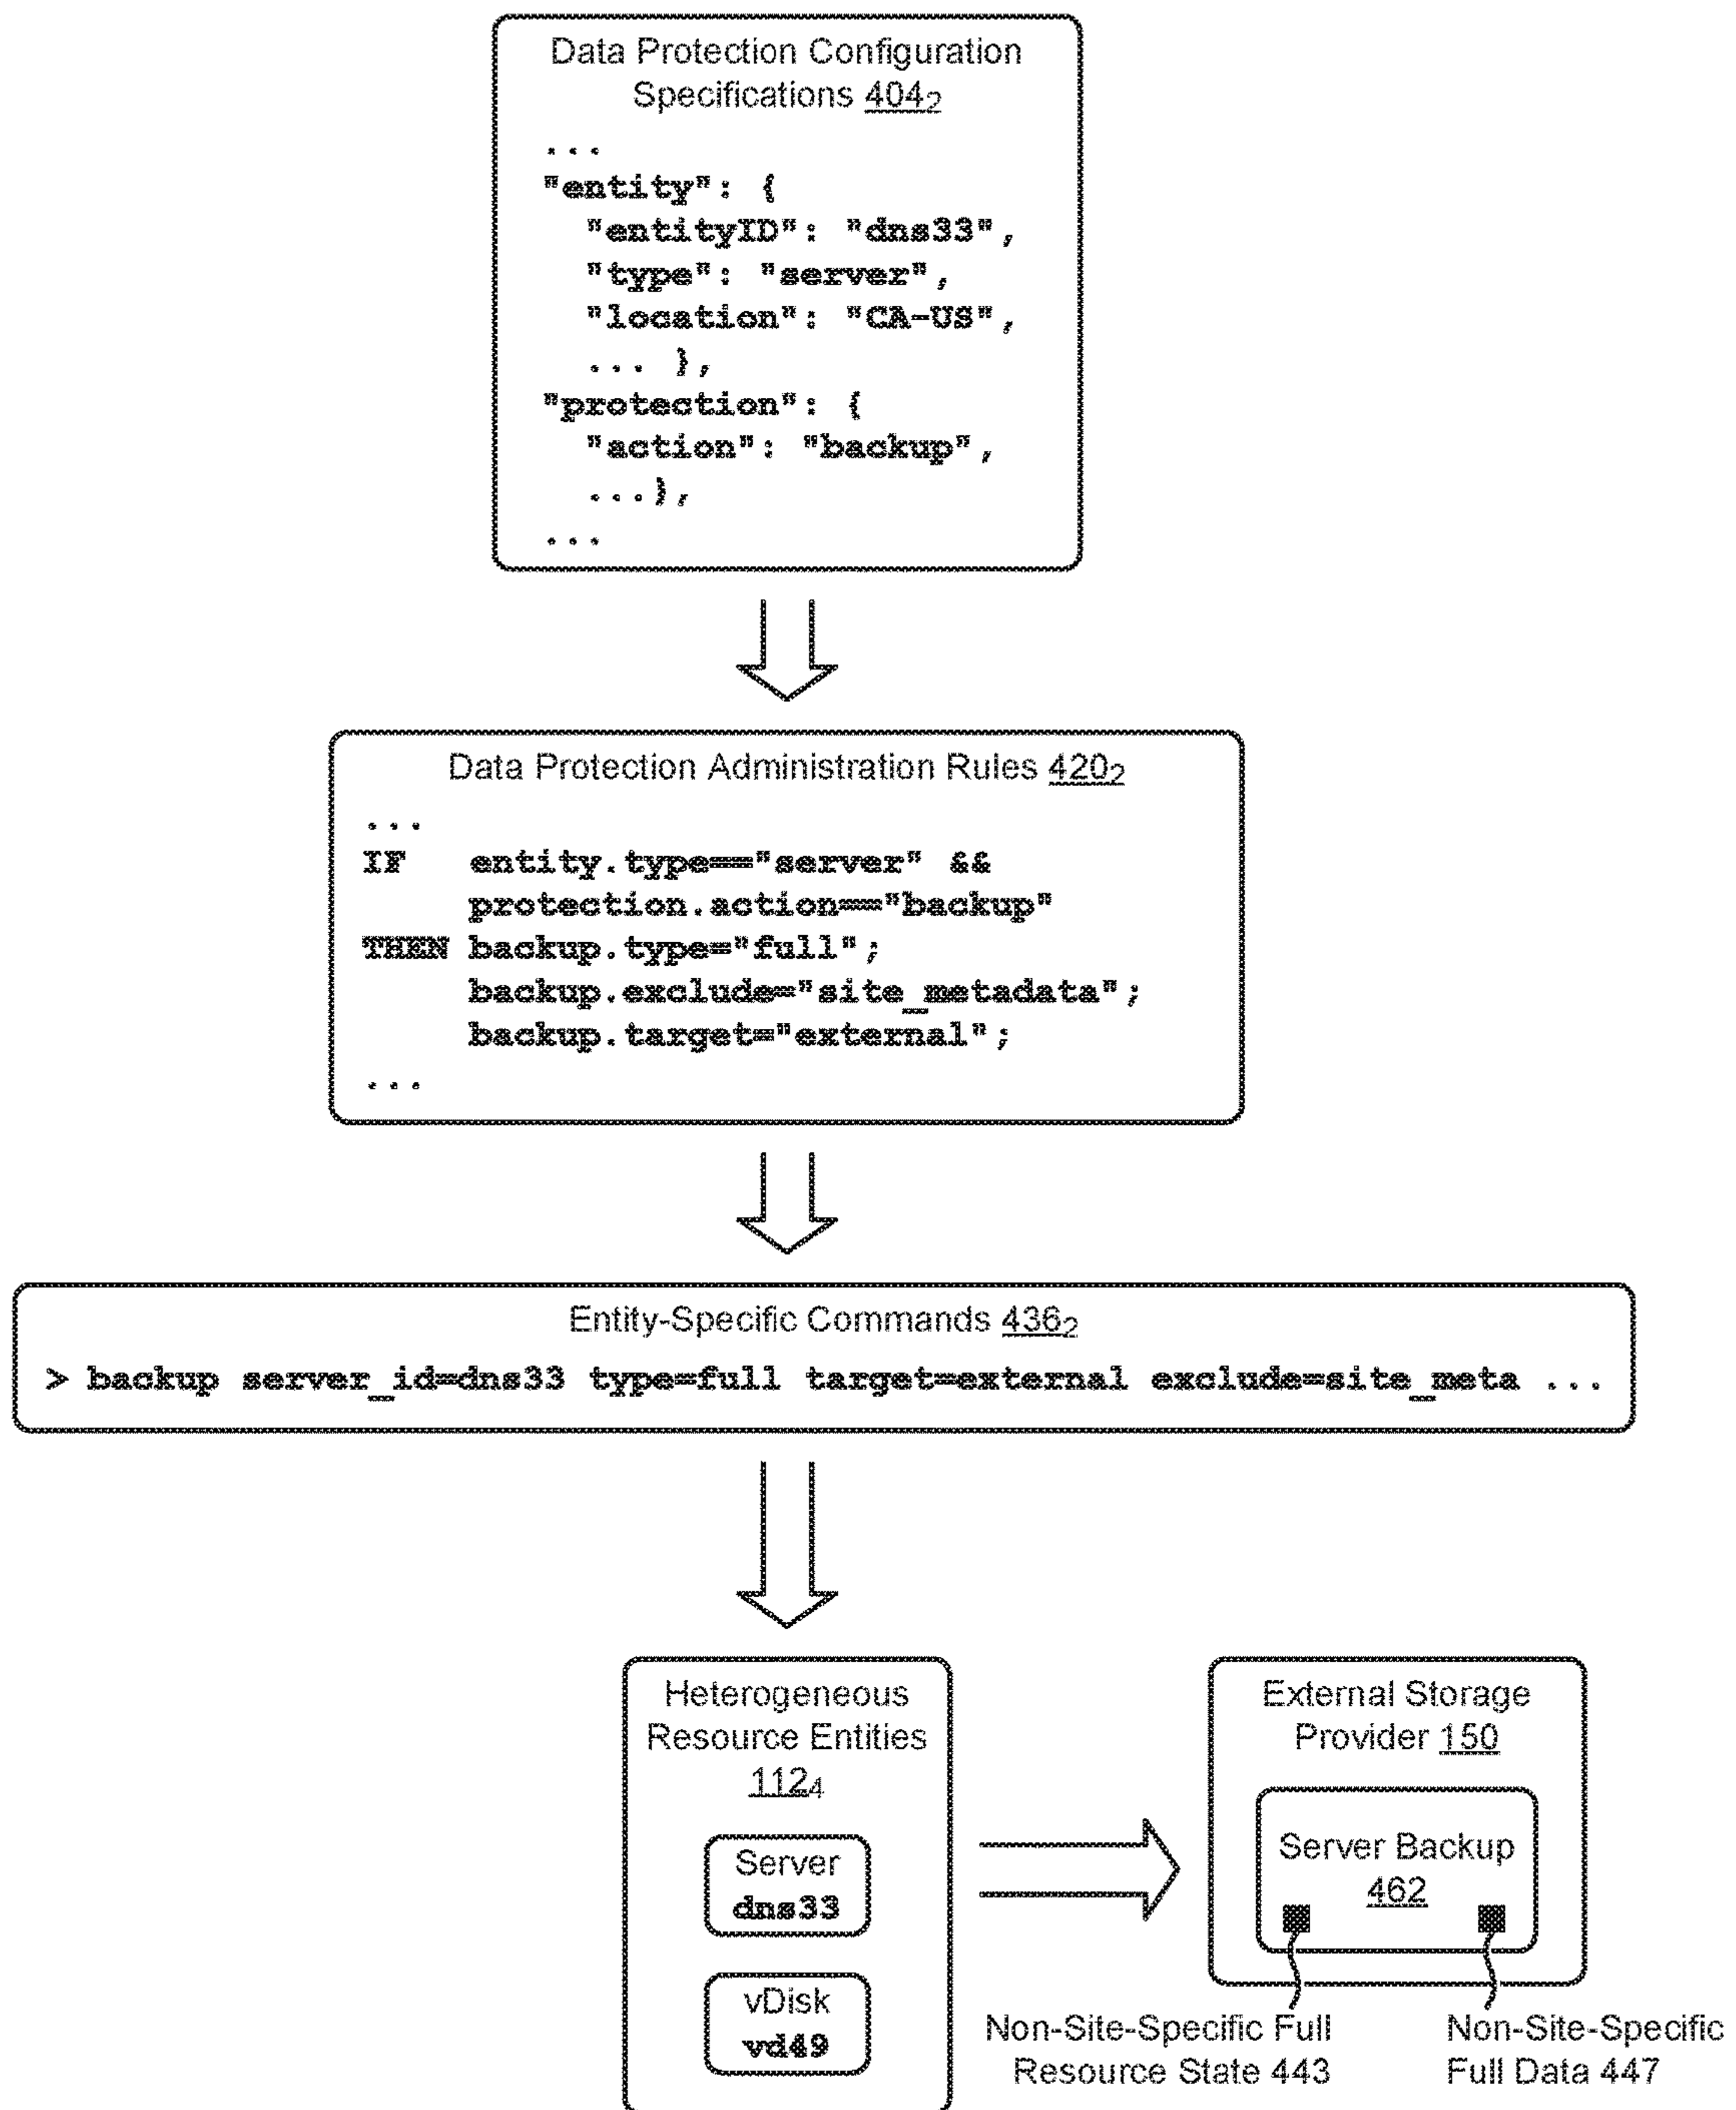 Data Protection Configuration
Specifications 404₂
...
"entity": {
"entityID": "dns33",
"type": "server",
"location": "CA-US",
... },
"protection": {
"action": "backup",
...},
...
Data Protection Administration Rules 420₂
...
IF entity.type=="server" &&
protection.action=="backup"
THEN backup.type="full";
backup.exclude="site_metadata";
backup.target="external";
...
Entity-Specific Commands 436₂
> backup server_id=dns33 type=full target=external exclude=site_meta ...
Heterogeneous
Resource Entities
112₄
Server
dns33
vDisk
vd49
External Storage
Provider 150
Server Backup
462
Non-Site-Specific Full
Resource State 443
Non-Site-Specific
Full Data 447